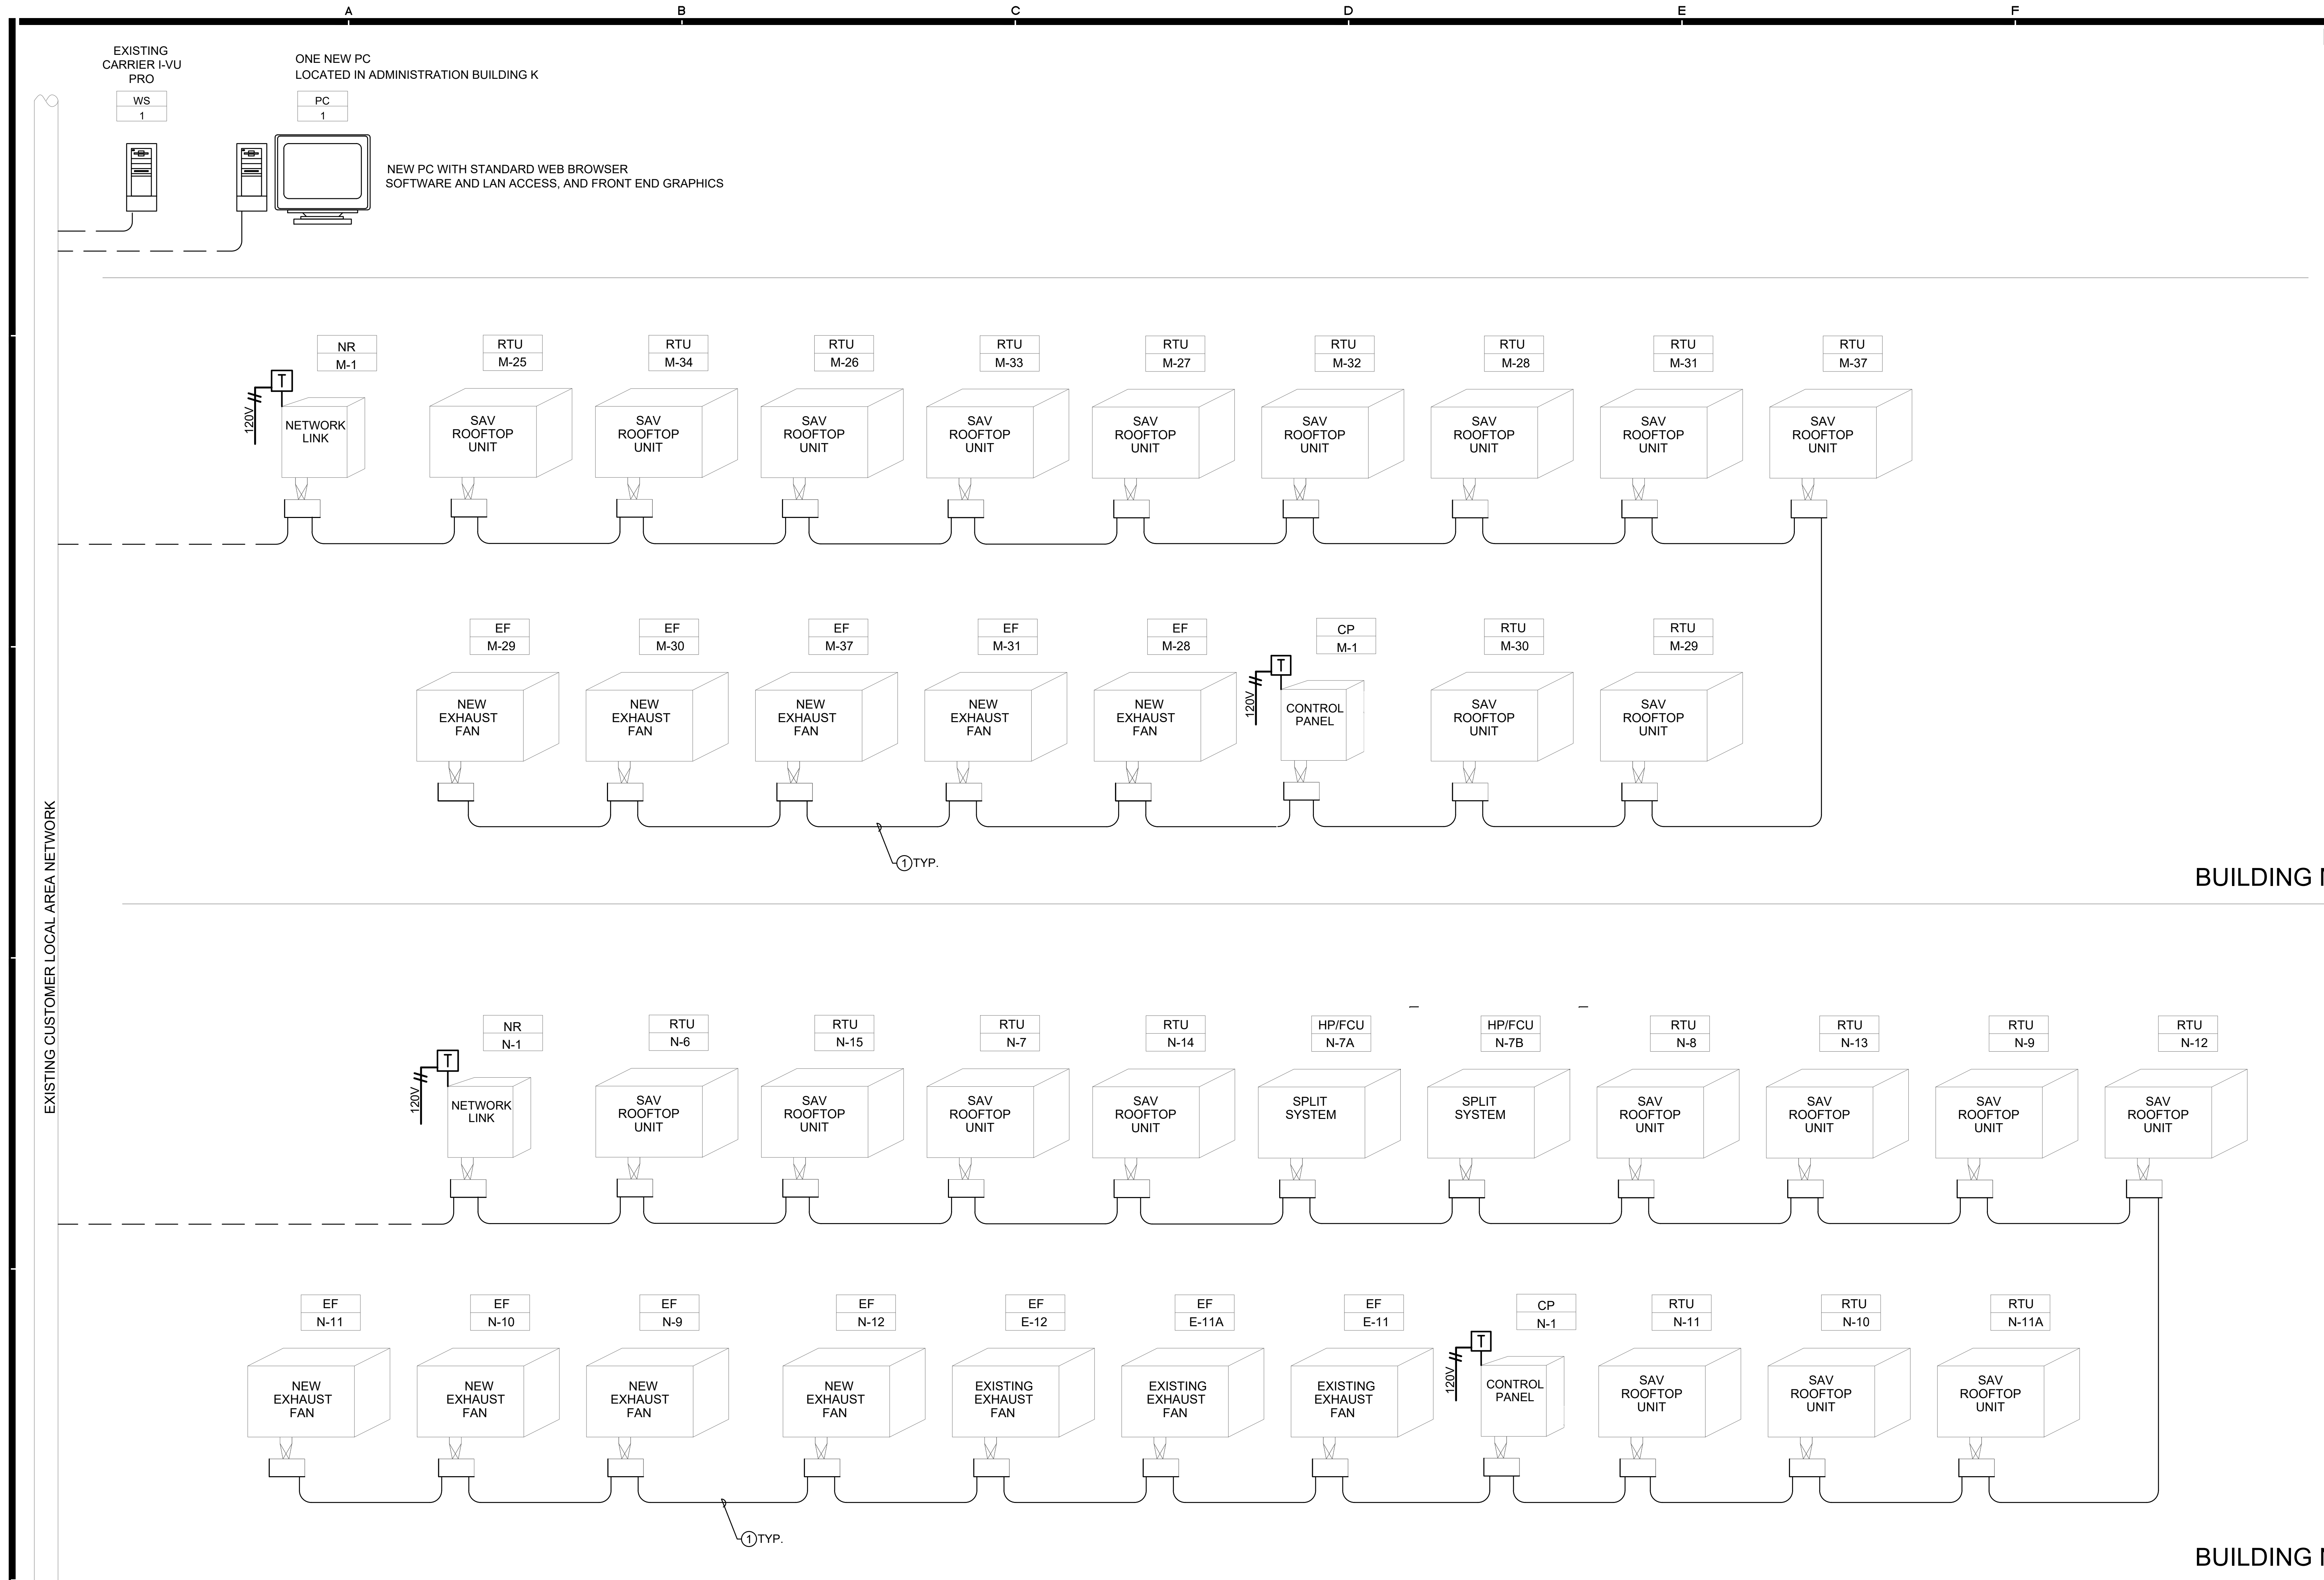 A B C D E F
EXISTING
CARRIER I-VU
PRO
WS
1
ONE NEW PC
LOCATED IN ADMINISTRATION BUILDING K
PC
1
NEW PC WITH STANDARD WEB BROWSER
SOFTWARE AND LAN ACCESS, AND FRONT END GRAPHICS
EXISTING CUSTOMER LOCAL AREA NETWORK
NR
M-1
T
120V
NETWORK
LINK
RTU
M-25
SAV
ROOFTOP
UNIT
RTU
M-34
SAV
ROOFTOP
UNIT
RTU
M-26
SAV
ROOFTOP
UNIT
RTU
M-33
SAV
ROOFTOP
UNIT
RTU
M-27
SAV
ROOFTOP
UNIT
RTU
M-32
SAV
ROOFTOP
UNIT
RTU
M-28
SAV
ROOFTOP
UNIT
RTU
M-31
SAV
ROOFTOP
UNIT
RTU
M-37
SAV
ROOFTOP
UNIT
EF
M-29
NEW
EXHAUST
FAN
EF
M-30
NEW
EXHAUST
FAN
EF
M-37
NEW
EXHAUST
FAN
EF
M-31
NEW
EXHAUST
FAN
EF
M-28
NEW
EXHAUST
FAN
CP
M-1
T
120V
CONTROL
PANEL
RTU
M-30
SAV
ROOFTOP
UNIT
RTU
M-29
SAV
ROOFTOP
UNIT
1 TYP.
BUILDING
NR
N-1
T
120V
NETWORK
LINK
RTU
N-6
SAV
ROOFTOP
UNIT
RTU
N-15
SAV
ROOFTOP
UNIT
RTU
N-7
SAV
ROOFTOP
UNIT
RTU
N-14
SAV
ROOFTOP
UNIT
HP/FCU
N-7A
SPLIT
SYSTEM
HP/FCU
N-7B
SPLIT
SYSTEM
RTU
N-8
SAV
ROOFTOP
UNIT
RTU
N-13
SAV
ROOFTOP
UNIT
RTU
N-9
SAV
ROOFTOP
UNIT
RTU
N-12
SAV
ROOFTOP
UNIT
EF
N-11
NEW
EXHAUST
FAN
EF
N-10
NEW
EXHAUST
FAN
EF
N-9
NEW
EXHAUST
FAN
EF
N-12
NEW
EXHAUST
FAN
EF
E-12
EXISTING
EXHAUST
FAN
EF
E-11A
EXISTING
EXHAUST
FAN
EF
E-11
EXISTING
EXHAUST
FAN
CP
N-1
T
120V
CONTROL
PANEL
RTU
N-11
SAV
ROOFTOP
UNIT
RTU
N-10
SAV
ROOFTOP
UNIT
RTU
N-11A
SAV
ROOFTOP
UNIT
1 TYP.
BUILDING